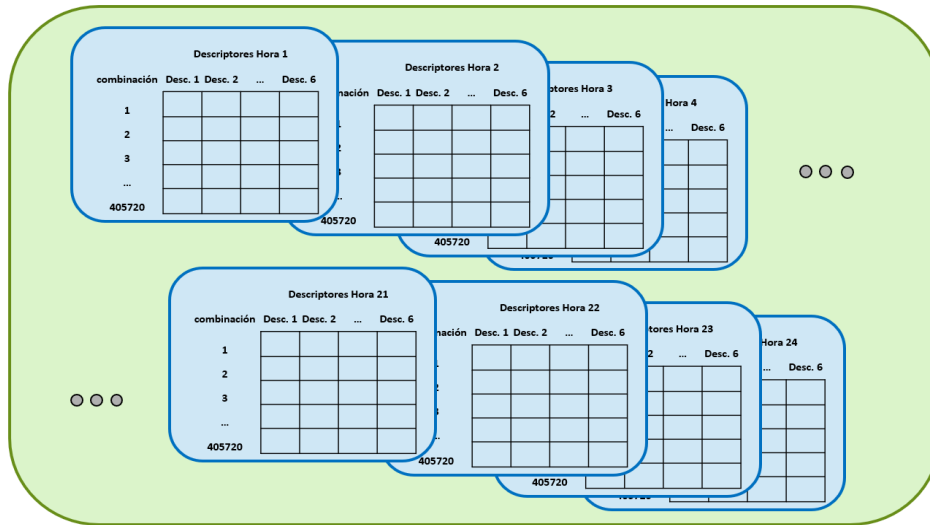 Descriptores Hora 1
combinación Desc. 1 Desc. 2 ... Desc. 6
1
2
3
...
405720
Descriptores Hora 2
Desc. 1 Desc. 2 ... Desc. 6
405720
Hora 3
Desc. 6
405720
Hora 4
... Desc. 6
Descriptores Hora 21
combinación Desc. 1 Desc. 2 ... Desc. 6
1
2
3
...
405720
Descriptores Hora 22
Desc. 1 Desc. 2 ... Desc. 6
405720
Hora 23
2 ... Desc. 6
Hora 24
... Desc. 6